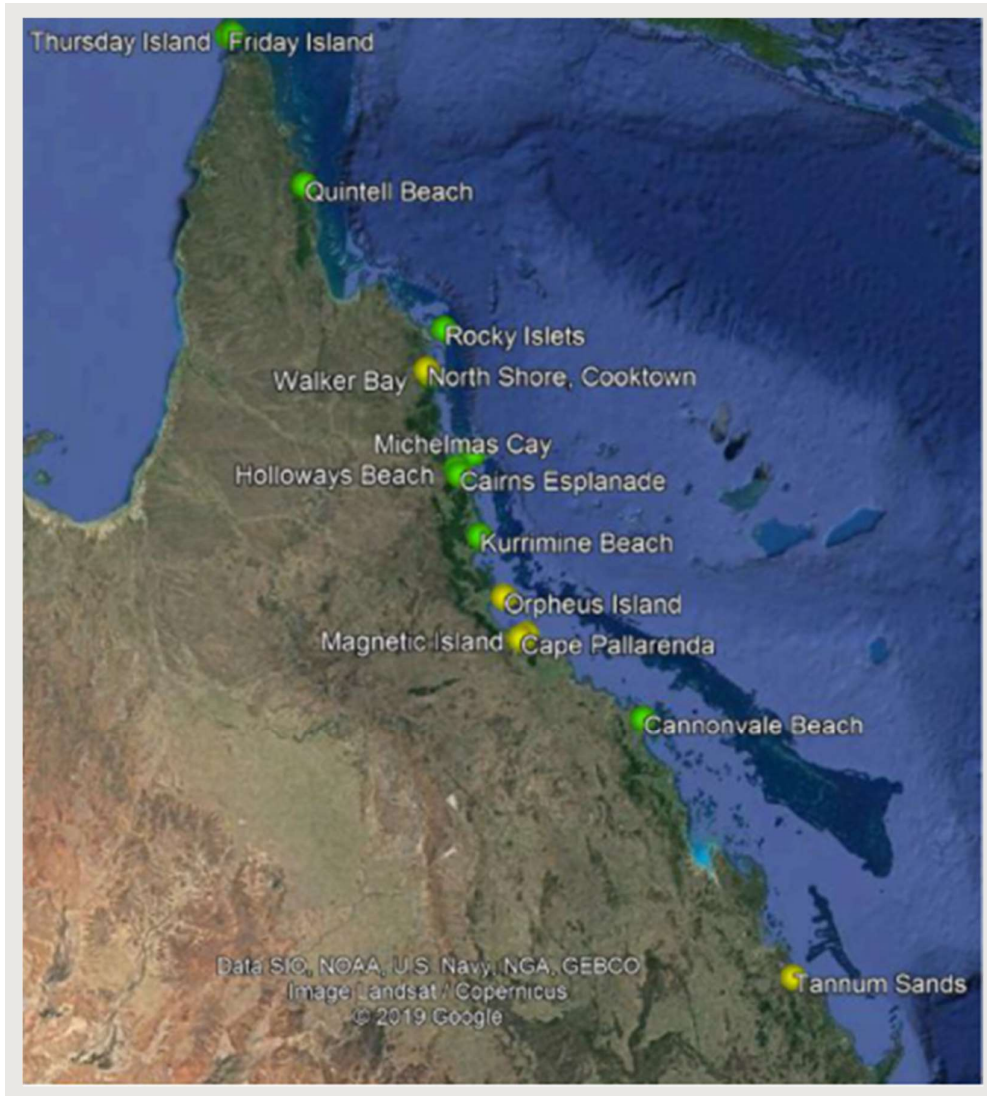 Thursday Island Friday Island
Quintell Beach
Rocky Islets
Walker Bay North Shore, Cooktown
Michelmas Cay
Holloways Beach Cairns Esplanade
Kurrimine Beach
Orpheus Island
Magnetic Island Cape Pallarenda
Cannonvale Beach
Data SIO, NOAA, U.S. Navy, NGA, GEBCO
Image Landsat / Copernicus
© 2019 Google
Tannum Sands